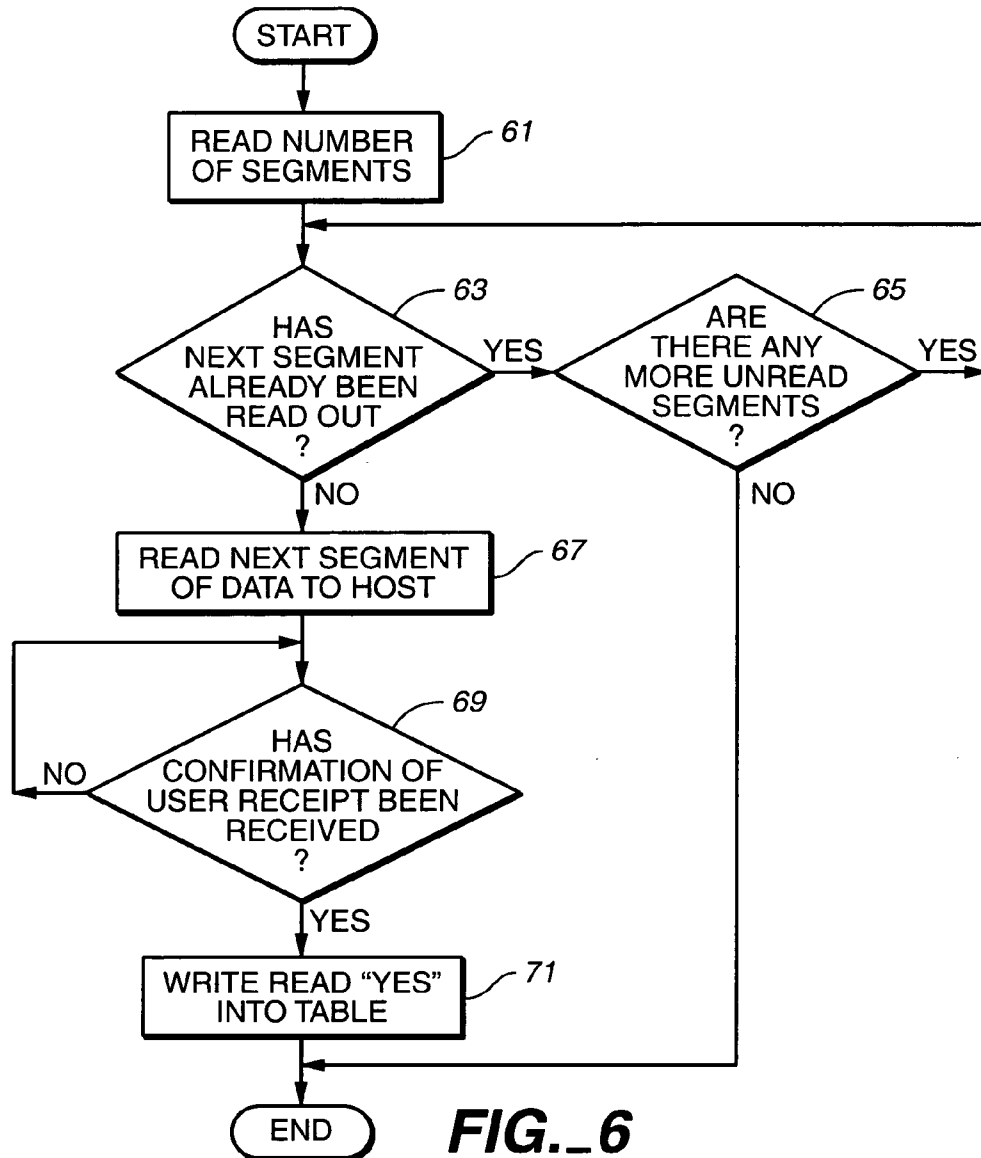 START
READ NUMBER
OF SEGMENTS
61
HAS
NEXT SEGMENT
ALREADY BEEN
READ OUT
?
63
YES
NO
ARE
THERE ANY
MORE UNREAD
SEGMENTS
?
65
YES
NO
READ NEXT SEGMENT
OF DATA TO HOST
67
HAS
CONFIRMATION OF
USER RECEIPT BEEN
RECEIVED
?
69
NO
YES
WRITE READ “YES”
INTO TABLE
71
END
FIG._6